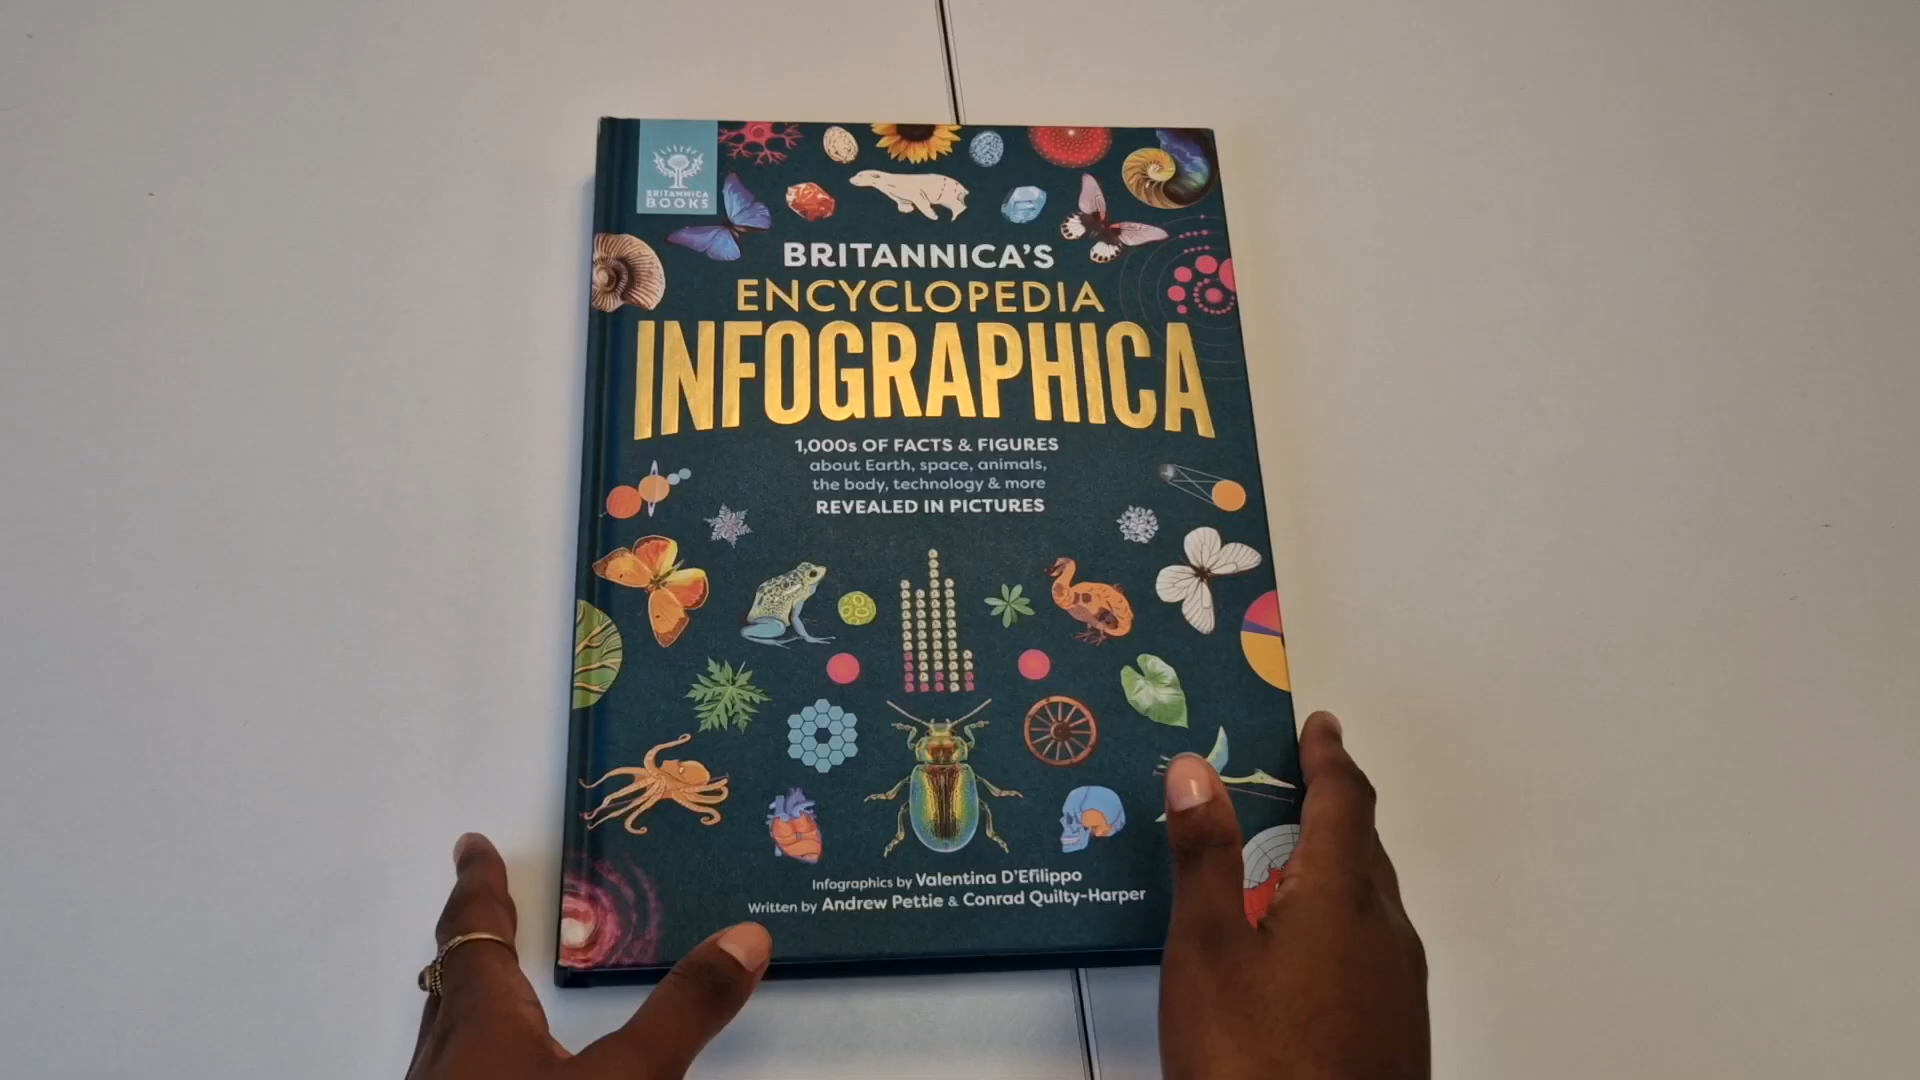 BRITANNICA
BOOKS
BRITANNICA'S
ENCYCLOPEDIA
INFOGRAPHICA
1,000s OF FACTS & FIGURES
about Earth, space, animals,
the body, technology & more
REVEALED IN PICTURES
Infographics by Valentina D'Efilippo
Written by Andrew Pettie & Conrad Quilty-Harper